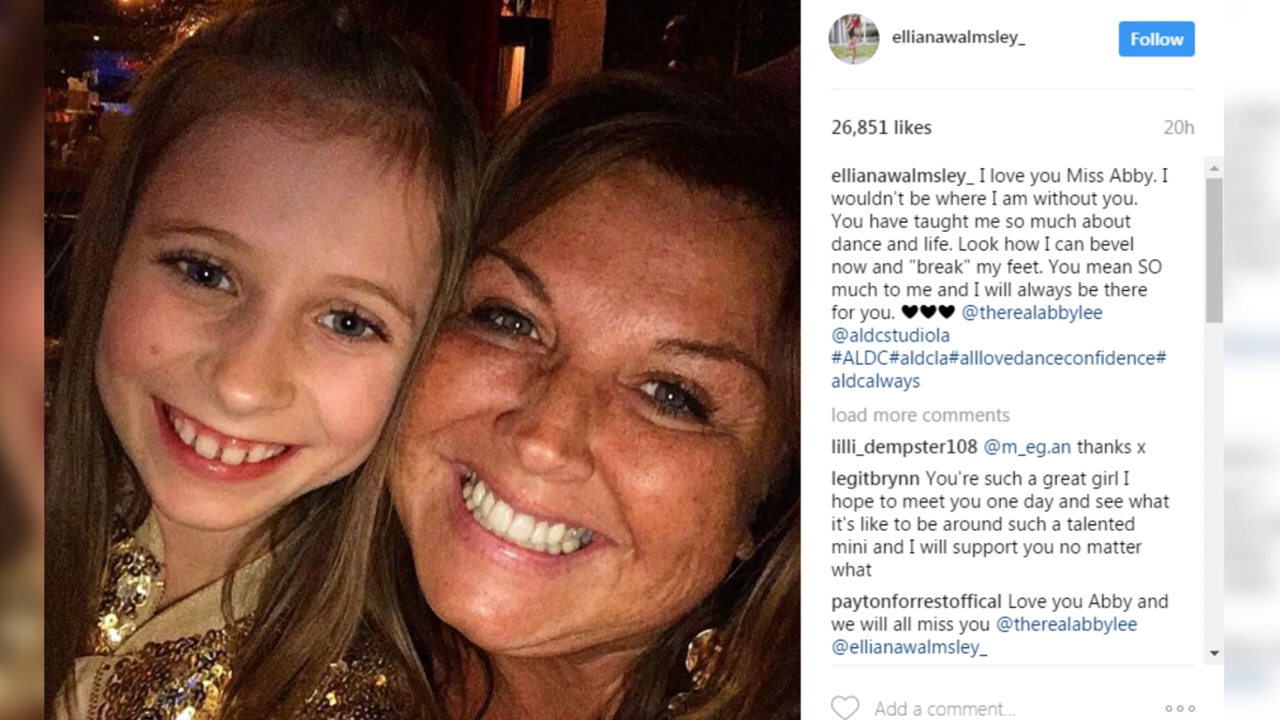 ellianawalmsley_
Follow
26,851 likes
20h
ellianawalmsley_ I love you Miss Abby. I
wouldn't be where I am without you.
You have taught me so much about
dance and life. Look how I can bevel
now and "break" my feet. You mean SO
much to me and I will always be there
for you. 🖤🖤🖤 @therealabbylee
@aldcstudiola
#ALDC#aldcla#alllovedanceconfidence#
aldcalways
load more comments
lilli_dempster108 @m_eg.an thanks x
legitbrynn You're such a great girl I
hope to meet you one day and see what
it's like to be around such a talented
mini and I will support you no matter
what
paytonforrestoffical Love you Abby and
we will all miss you @therealabbylee
@ellianawalmsley_
Add a comment...